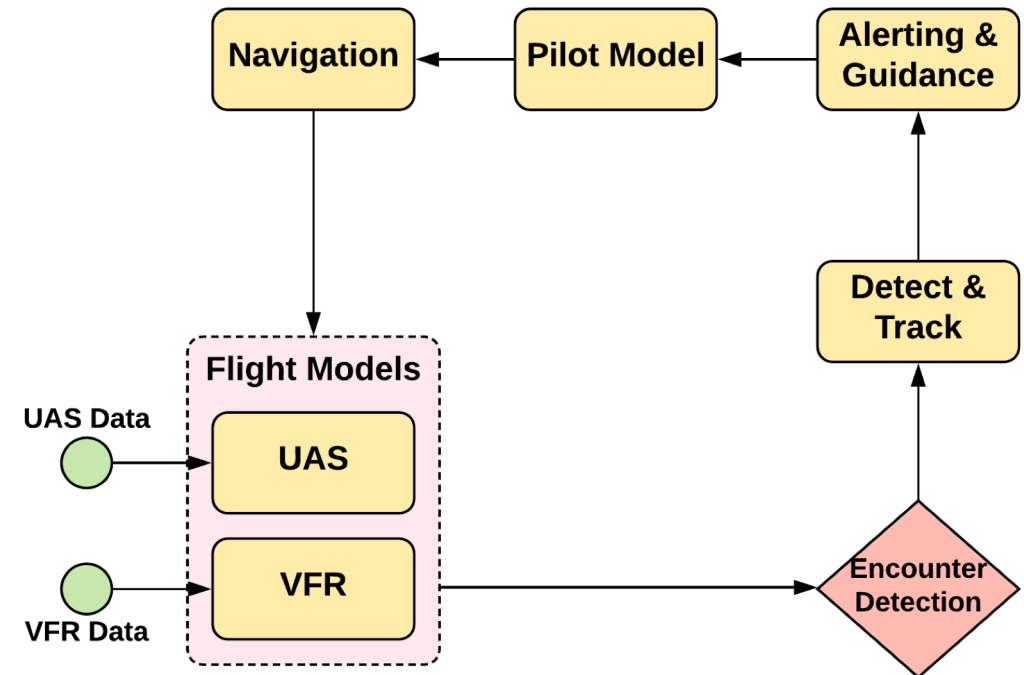 Navigation
Pilot Model
Alerting &
Guidance
Detect &
Track
Flight Models
UAS Data
UAS
VFR
VFR Data
Encounter
Detection